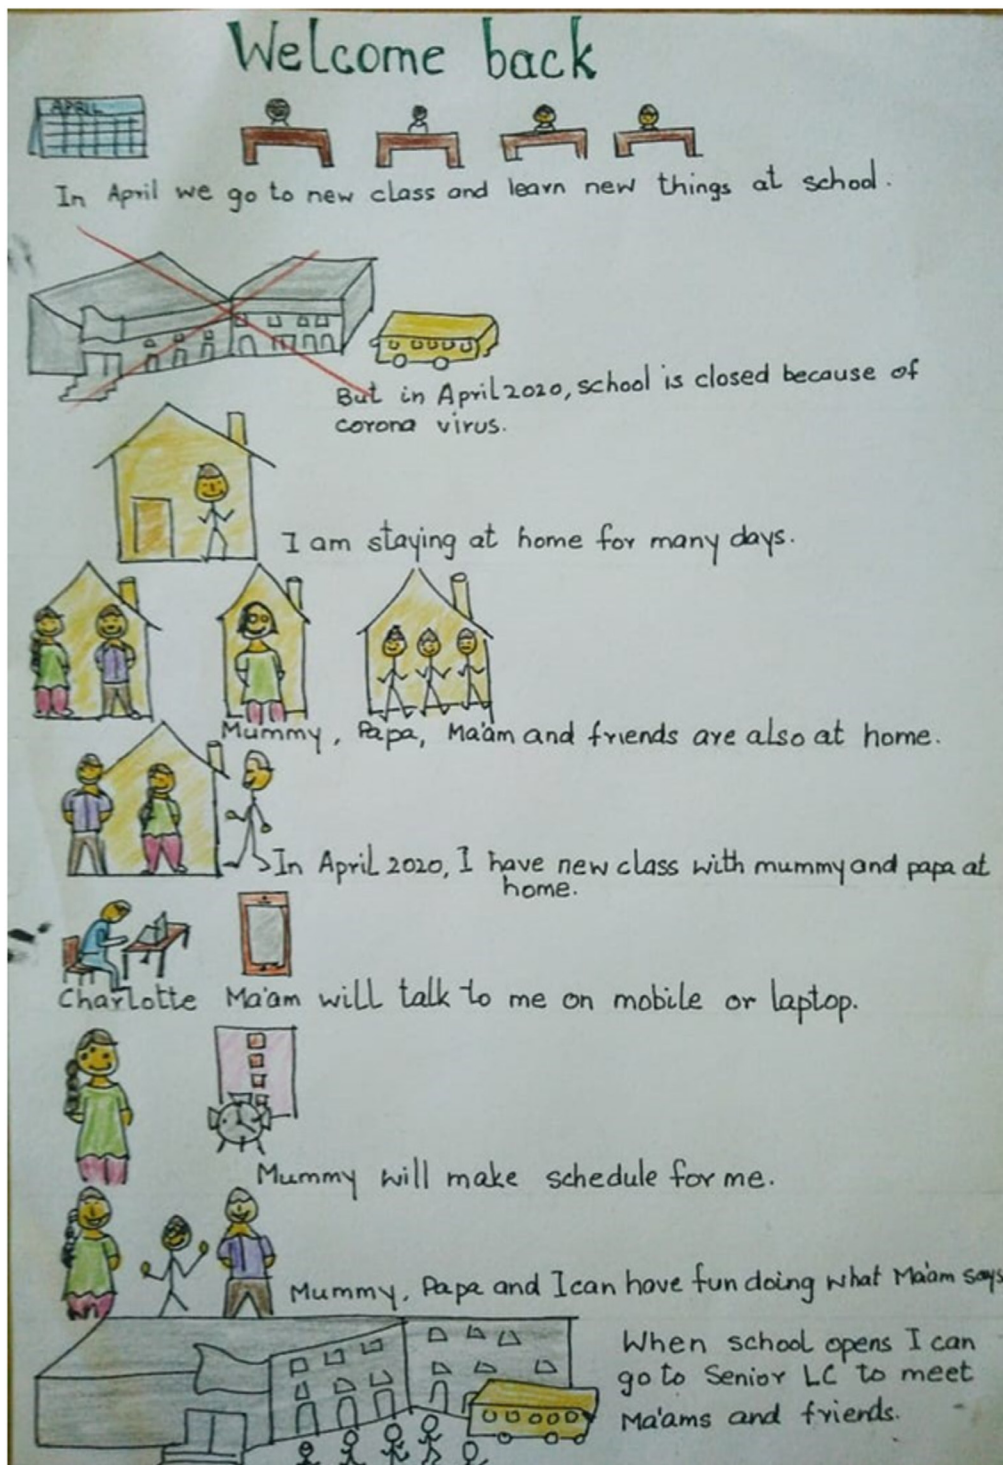 Welcome back
APRIL
In April we go to new class and learn new things at school.
But in April 2020, school is closed because of
corona virus.
I am staying at home for many days.
Mummy, Papa, Ma'am and friends are also at home.
In April 2020, I have new class with mummy and papa at
home.
Charlotte Ma'am will talk to me on mobile or laptop.
Mummy will make schedule for me.
Mummy, Papa and I can have fun doing what Ma'am says
When school opens I can
go to Senior LC to meet
Ma'ams and friends.